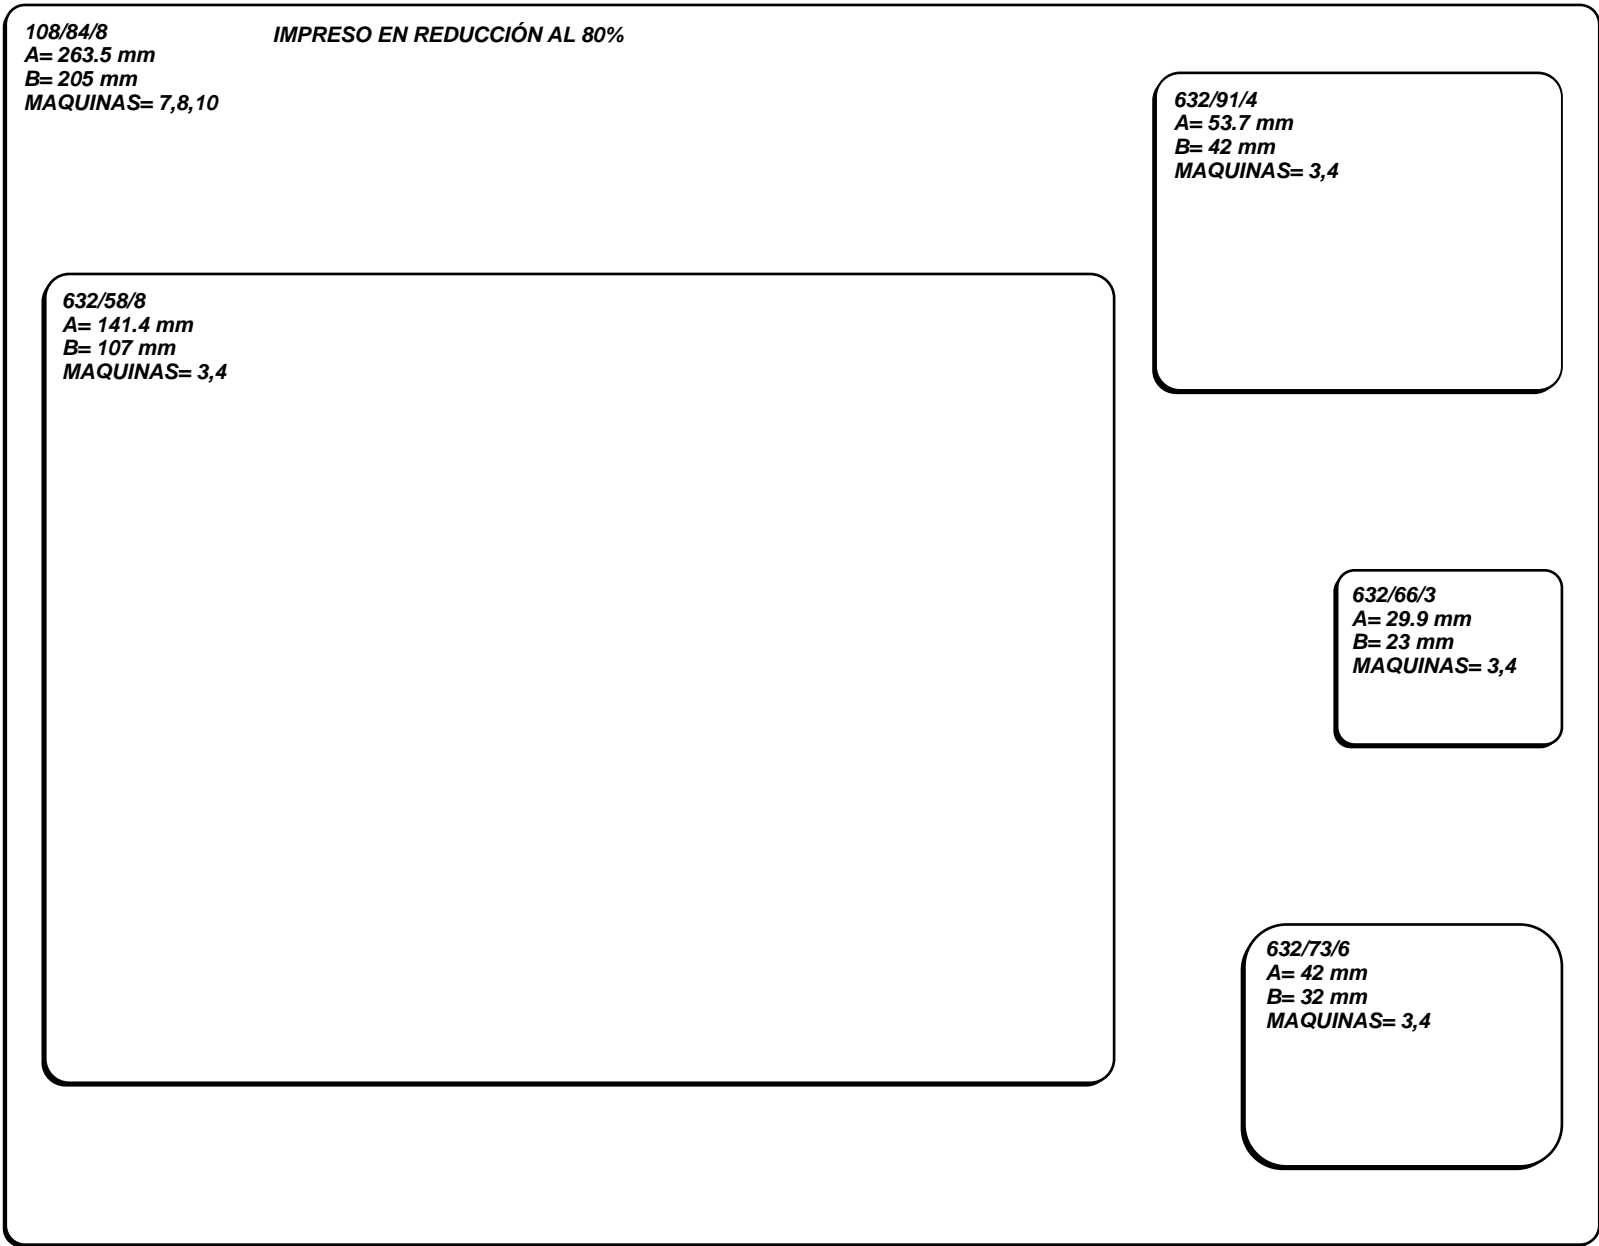 108/84/8
A= 263.5 mm
B= 205 mm
MAQUINAS= 7,8,10
IMPRESO EN REDUCCIÓN AL 80%
632/91/4
A= 53.7 mm
B= 42 mm
MAQUINAS= 3,4
632/58/8
A= 141.4 mm
B= 107 mm
MAQUINAS= 3,4
632/66/3
A= 29.9 mm
B= 23 mm
MAQUINAS= 3,4
632/73/6
A= 42 mm
B= 32 mm
MAQUINAS= 3,4